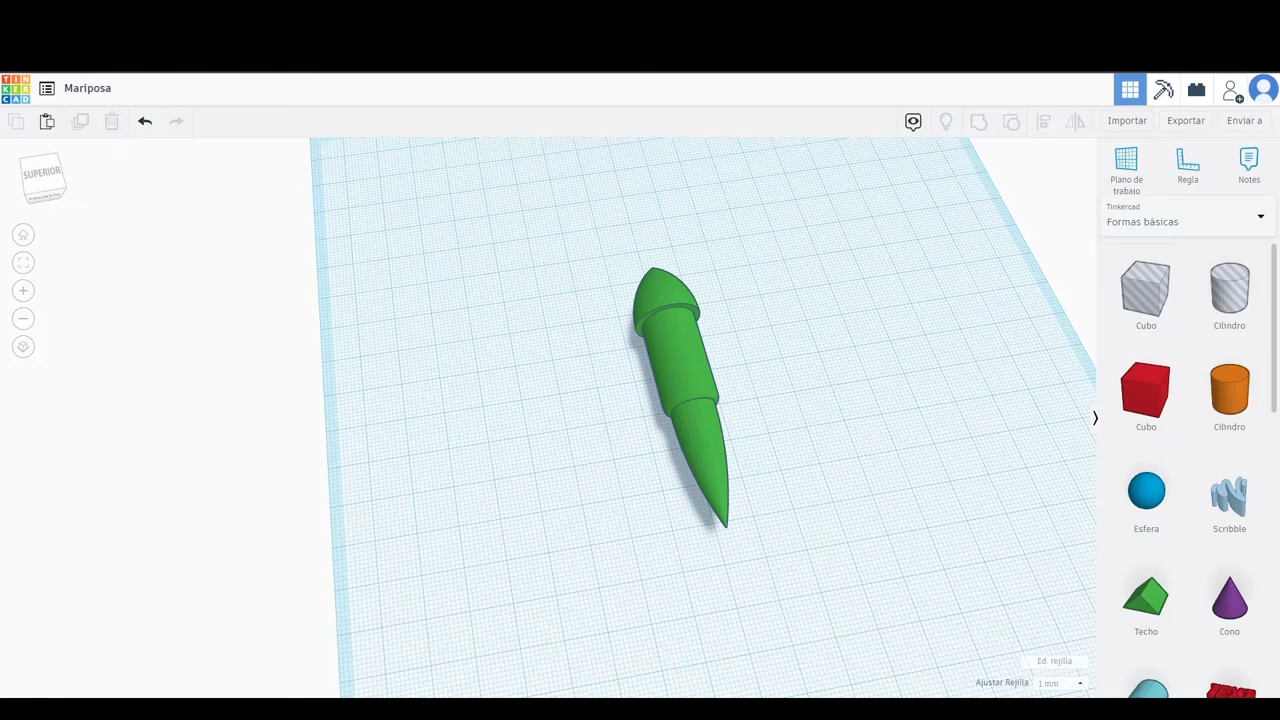 TIN
KER
CAD
Mariposa
Importar
Exportar
Enviar a
SUPERIOR
Plano de
trabajo
Regla
Notes
Tinkercad
Formas básicas
Cubo
Cilindro
Cubo
Cilindro
Esfera
Scribble
Techo
Cono
Ed. rejilla
Ajustar Rejilla
1 mm